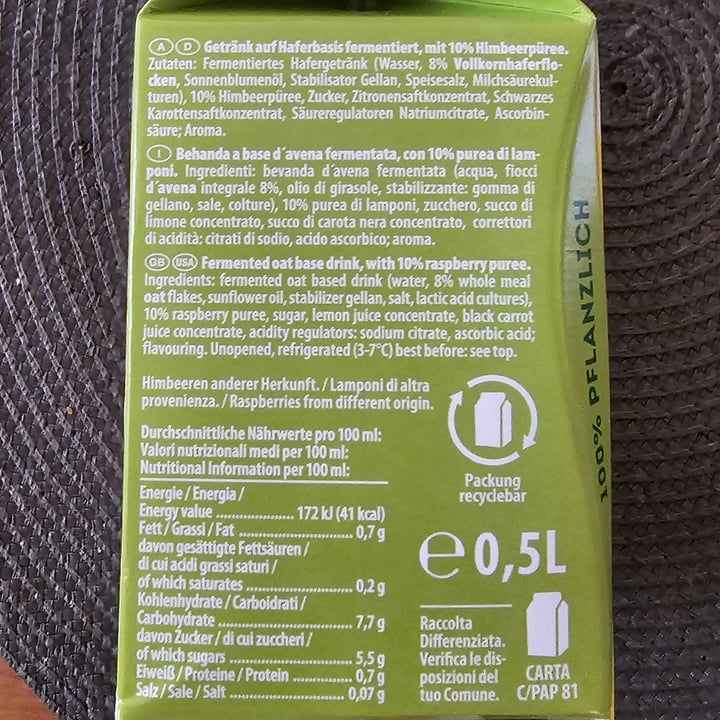 A D Getränk auf Haferbasis fermentiert, mit 10% Himbeerpüree.
Zutaten: Fermentiertes Hafergetränk (Wasser, 8% Vollkornhaferflo-
cken, Sonnenblumenöl, Stabilisator Gellan, Speisesalz, Milchsäurekul-
turen), 10% Himbeerpüree, Zucker, Zitronensaftkonzentrat, Schwarzes
Karottensaftkonzentrat, Säureregulatoren Natriumcitrate, Ascorbin-
säure; Aroma.
I Behanda a base d´avena fermentata, con 10% purea di lam-
poni. Ingredienti: bevanda d´avena fermentata (acqua, fiocci
d´avena integrale 8%, olio di girasole, stabilizzante: gomma di
gellano, sale, colture), 10% purea di lamponi, zucchero, succo di
limone concentrato, succo di carota nera concentrato, correttori
di acidità: citrati di sodio, acido ascorbico; aroma.
GB USA Fermented oat base drink, with 10% raspberry puree.
Ingredients: fermented oat based drink (water, 8% whole meal
oat flakes, sunflower oil, stabilizer gellan, salt, lactic acid cultures),
10% raspberry puree, sugar, lemon juice concentrate, black carrot
juice concentrate, acidity regulators: sodium citrate, ascorbic acid;
flavouring. Unopened, refrigerated (3-7°C) best before: see top.
Himbeeren anderer Herkunft. / Lamponi di altra
provenienza. / Raspberries from different origin.
Durchschnittliche Nährwerte pro 100 ml:
Valori nutrizionali medi per 100 ml:
Nutritional Information per 100 ml:
Energie / Energia /
Energy value ................ 172 kJ (41 kcal)
Fett / Grassi / Fat ........................ 0,7 g
davon gesättigte Fettsäuren /
di cui acidi grassi saturi /
of which saturates ........................ 0,2 g
Kohlenhydrate / Carboidrati /
Carbohydrate ........................ 7,7 g
davon Zucker / di cui zuccheri /
of which sugars ........................ 5,5 g
Eiweiß / Proteine / Protein ............ 0,7 g
Salz / Sale / Salt ........................ 0,07 g
Packung
recyclebar
e 0,5L
Raccolta
Differenziata.
Verifica le dis-
posizioni del
tuo Comune.
CARTA
C/PAP 81
100% PFLANZLICH